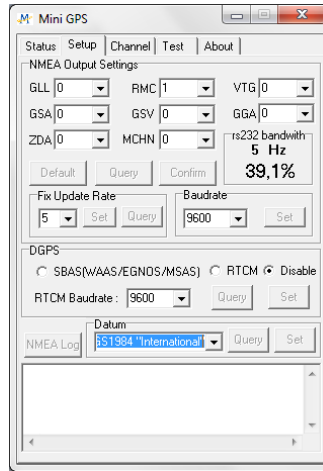 Mini GPS
Status Setup Channel Test About
NMEA Output Settings
GLL 0 RMC 1 VTG 0
GSA 0 GSV 0 GGA 0
ZDA 0 MCHN 0 rs232 bandwith
5 Hz
Default Query Confirm 39,1%
Fix Update Rate Baudrate
5 Set Query 9600 Set
DGPS
SBAS(WAAS/EGNOS/MSAS) RTCM Disable
RTCM Baudrate : 9600 Query Set
Datum
NMEA Log GS1984 "International" Query Set